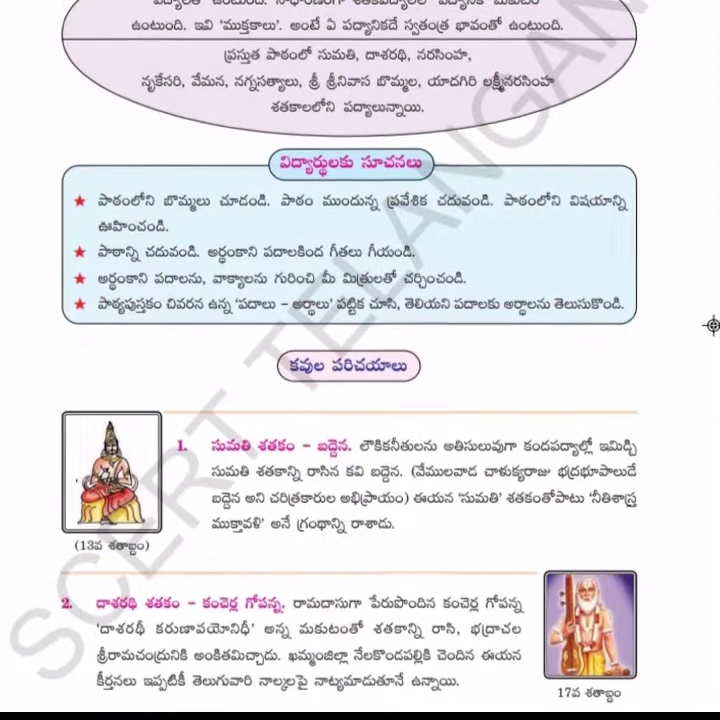 ఉంటుంది. ఇవి ‘ముక్తకాలు’. అంటే ఏ పద్యానికదే స్వతంత్ర భావంతో ఉంటుంది.
ప్రస్తుత పాఠంలో సుమతి, దాశరథి, నరసింహ,
నృకేసరి, వేమన, నగ్నసత్యాలు, శ్రీ శ్రీనివాస బొమ్మల, యాదగిరి లక్ష్మీనరసింహ
శతకాలలోని పద్యాలున్నాయి.
విద్యార్థులకు సూచనలు
★ పాఠంలోని బొమ్మలు చూడండి. పాఠం ముందున్న ప్రవేశిక చదువండి. పాఠంలోని విషయాన్ని
ఊహించండి.
★ పాఠాన్ని చదువండి. అర్థంకాని పదాలకింద గీతలు గీయండి.
★ అర్థంకాని పదాలను, వాక్యాలను గురించి మీ మిత్రులతో చర్చించండి.
★ పాఠ్యపుస్తకం చివరన ఉన్న ‘పదాలు – అర్థాలు’ పట్టిక చూసి, తెలియని పదాలకు అర్థాలను తెలుసుకొండి.
కవుల పరిచయాలు
1. సుమతి శతకం – బద్దెన. లౌకికనీతులను అతిసులువుగా కందపద్యాల్లో ఇమిడ్చి
సుమతి శతకాన్ని రాసిన కవి బద్దెన. (వేములవాడ చాళుక్యరాజు భద్రభూపాలుడే
బద్దెన అని చరిత్రకారుల అభిప్రాయం) ఈయన ‘సుమతి’ శతకంతోపాటు ‘నీతిశాస్త్ర
ముక్తావళి’ అనే గ్రంథాన్ని రాశాడు.
(13వ శతాబ్దం)
2. దాశరథి శతకం – కంచెర్ల గోపన్న. రామదాసుగా పేరుపొందిన కంచెర్ల గోపన్న
‘దాశరథీ కరుణాపయోనిధీ’ అన్న మకుటంతో శతకాన్ని రాసి, భద్రాచల
శ్రీరామచంద్రునికి అంకితమిచ్చాడు. ఖమ్మంజిల్లా నేలకొండపల్లికి చెందిన ఈయన
కీర్తనలు ఇప్పటికీ తెలుగువారి నాల్కలపై నాట్యమాడుతూనే ఉన్నాయి.
17వ శతాబ్దం
SCERT TELANGAN